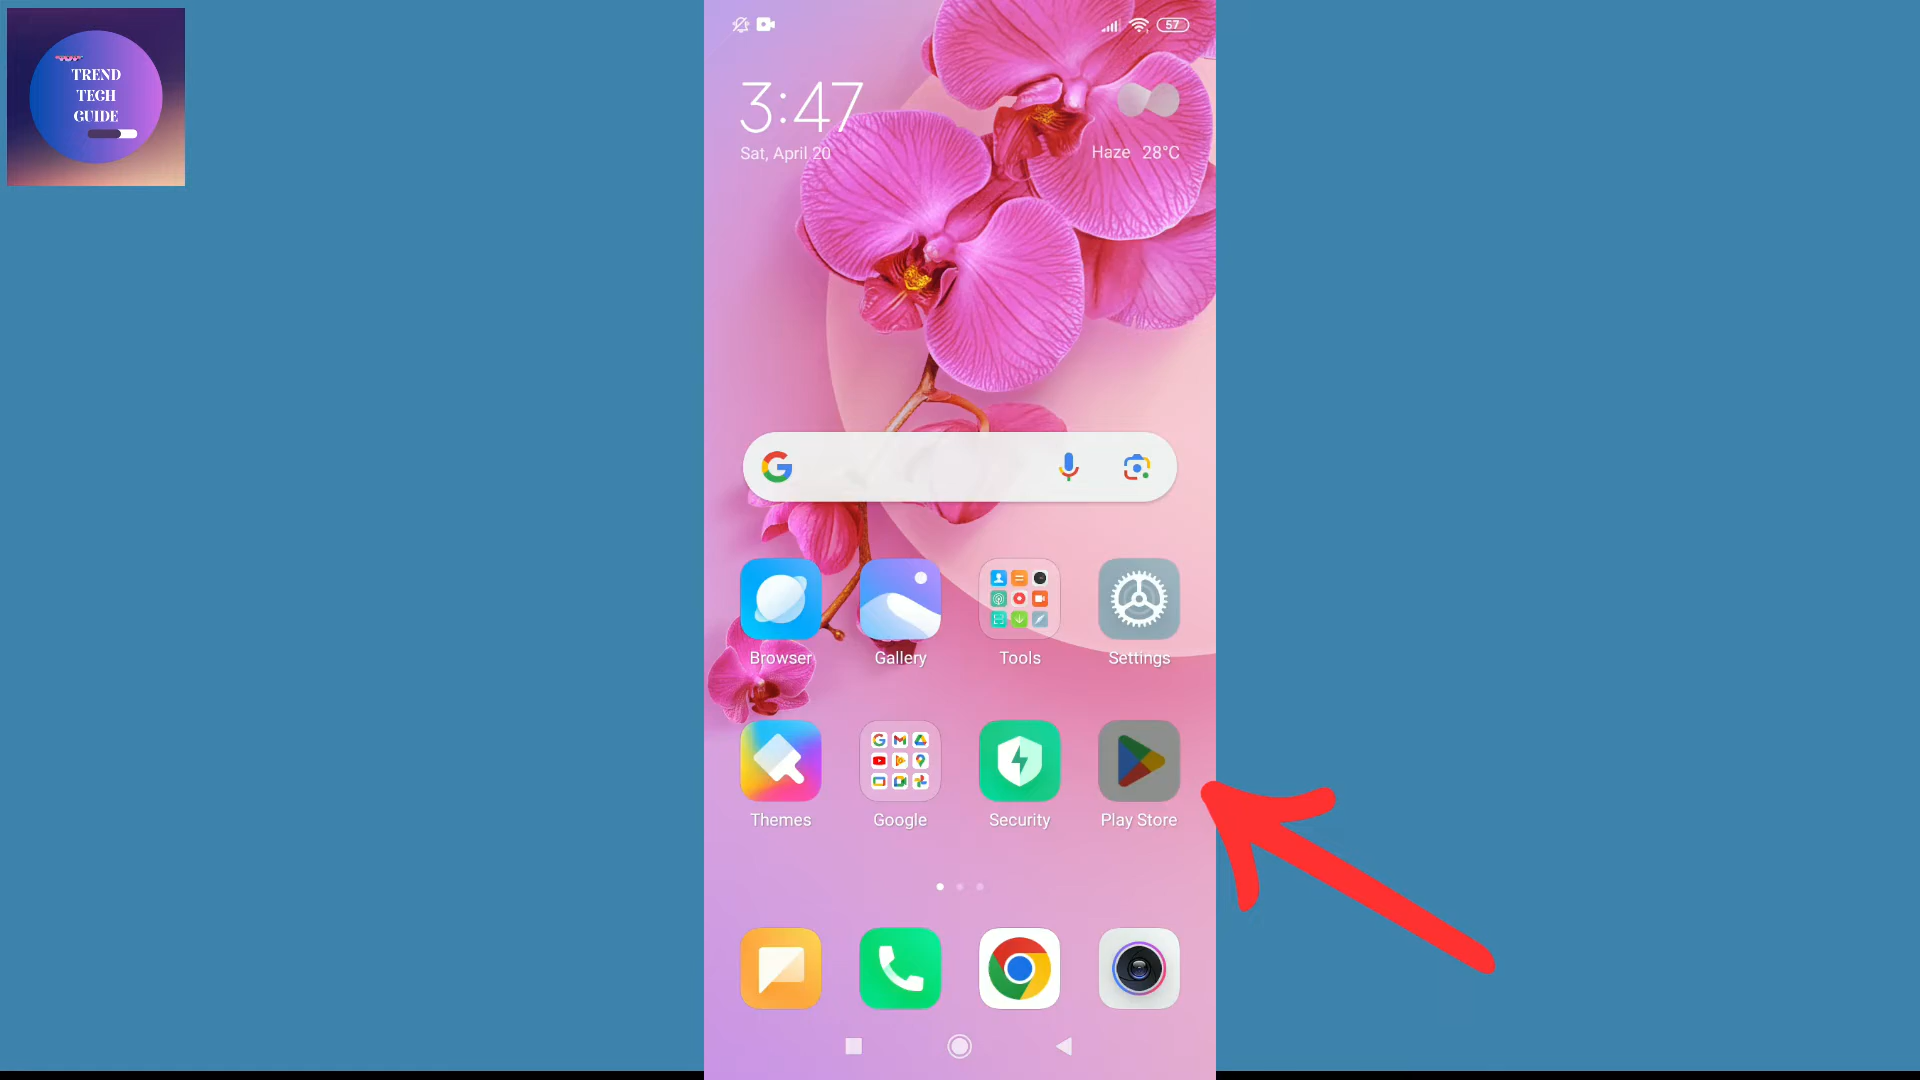 TREND
TECH
GUIDE
57
3:47
Sat, April 20
Haze 28°C
Browser
Gallery
Tools
Settings
Themes
Google
Security
Play Store